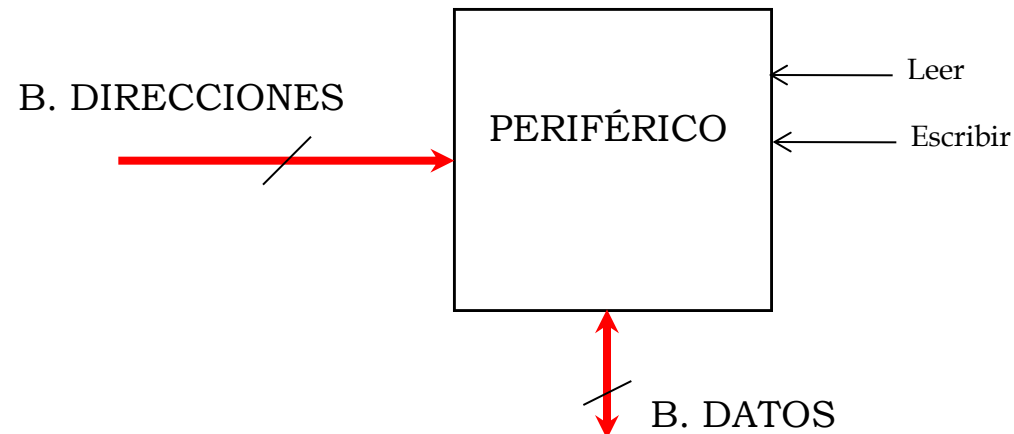 Leer
B. DIRECCIONES
PERIFÉRICO
Escribir
B. DATOS